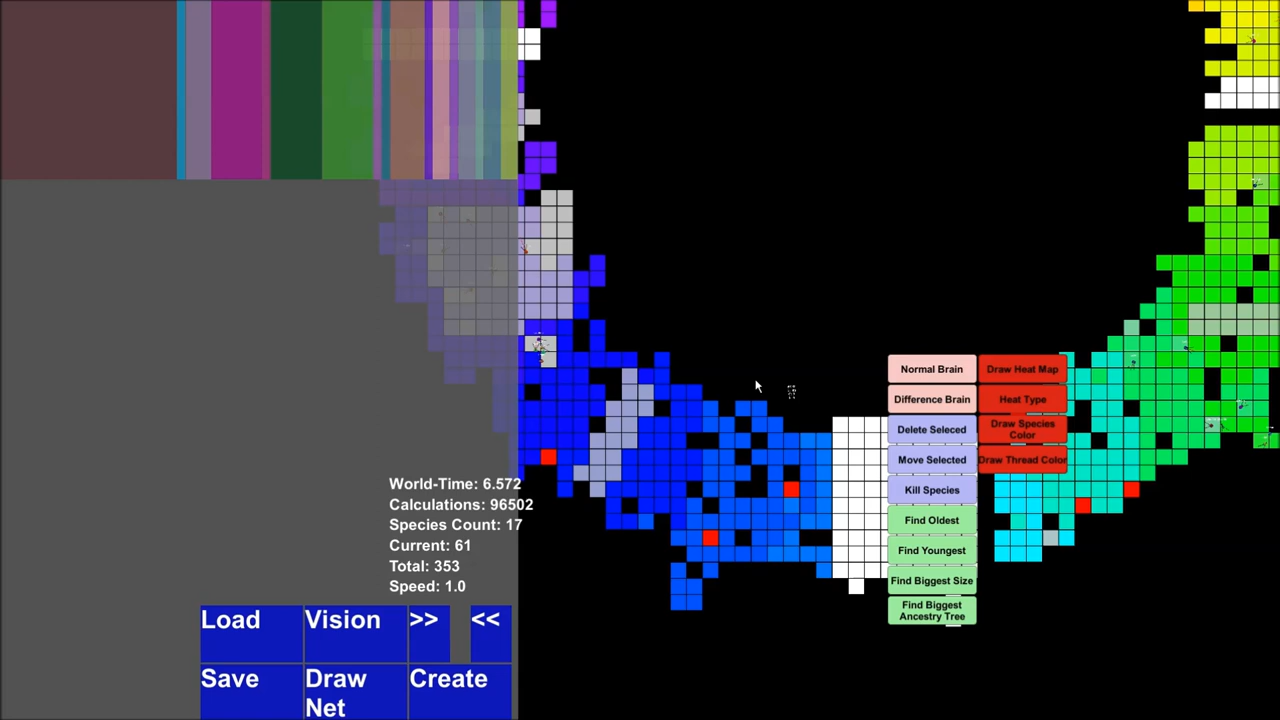 Normal Brain
Draw Heat Map
Difference Brain
Heat Type
Delete Seleced
Draw Species
Color
Move Selected
Draw Thread Color
Kill Species
Find Oldest
Find Youngest
Find Biggest Size
Find Biggest
Ancestry Tree
World-Time: 6.572
Calculations: 96502
Species Count: 17
Current: 61
Total: 353
Speed: 1.0
Load
Vision
>>
<<
Save
Draw
Net
Create